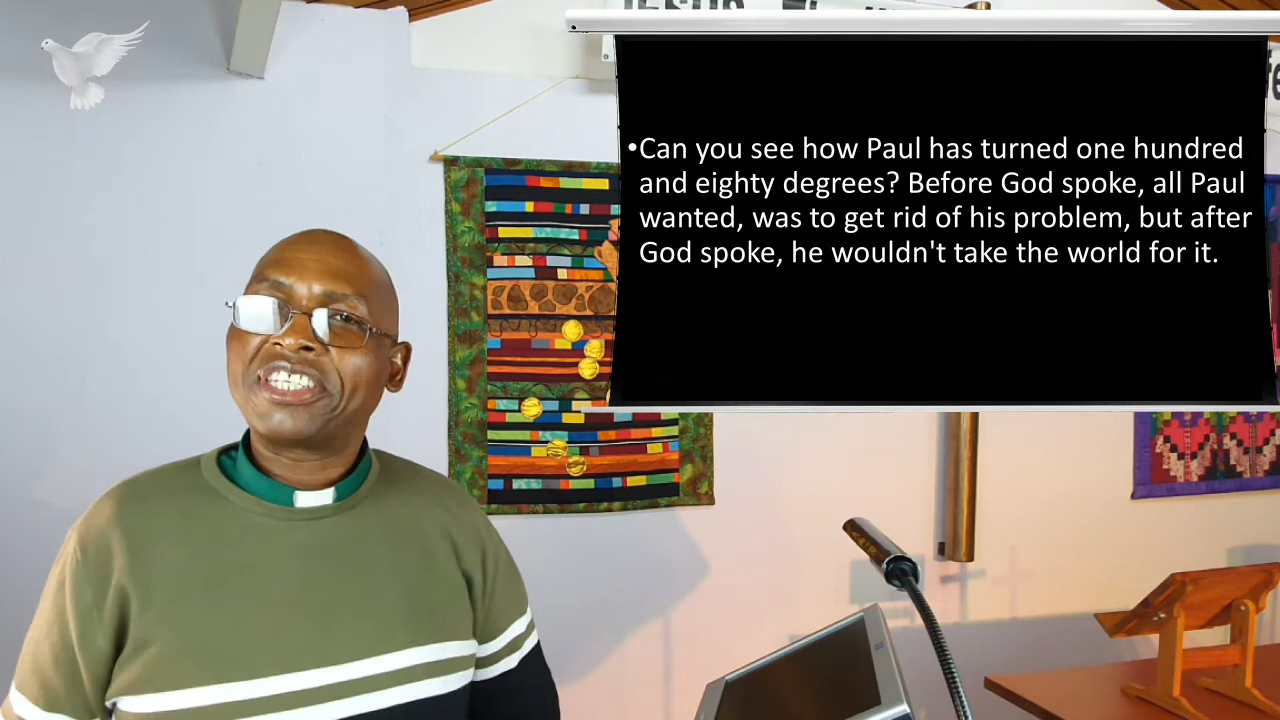 JESUS
•Can you see how Paul has turned one hundred
and eighty degrees? Before God spoke, all Paul
wanted, was to get rid of his problem, but after
God spoke, he wouldn't take the world for it.